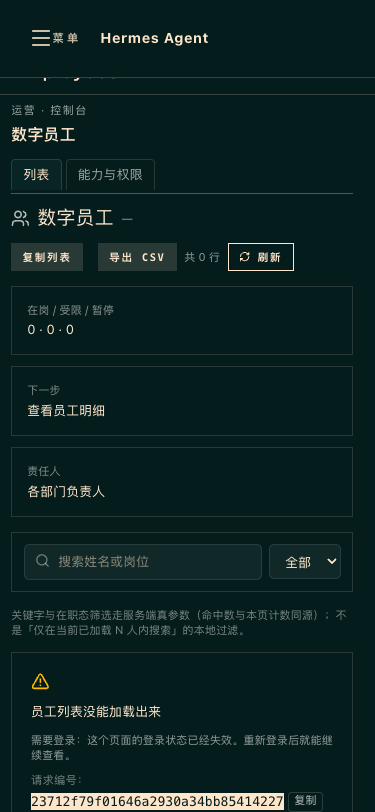 菜单 Hermes Agent
运营 · 控制台
数字员工
列表 能力与权限
数字员工 —
复制列表 导出 CSV 共 0 行 刷新
在岗 / 受限 / 暂停
0 · 0 · 0
下一步
查看员工明细
责任人
各部门负责人
搜索姓名或岗位 全部
关键字与在职态筛选走服务端真参数（命中数与本页计数同源）；不
是「仅在当前已加载 N 人内搜索」的本地过滤。
员工列表没能加载出来
需要登录：这个页面的登录状态已经失效。重新登录后就能继
续查看。
请求编号：
23712f79f01646a2930a34bb85414227 复制